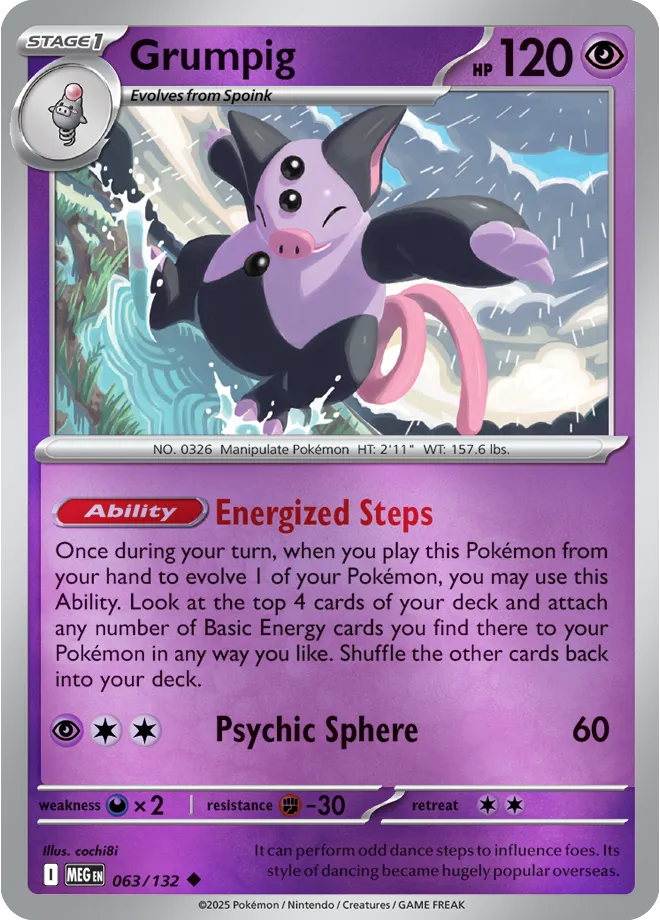 STAGE 1
Grumpig
HP 120
Evolves from Spoink
NO. 0326 Manipulate Pokémon HT: 2'11" WT: 157.6 lbs.
Ability Energized Steps
Once during your turn, when you play this Pokémon from
your hand to evolve 1 of your Pokémon, you may use this
Ability. Look at the top 4 cards of your deck and attach
any number of Basic Energy cards you find there to your
Pokémon in any way you like. Shuffle the other cards back
into your deck.
Psychic Sphere 60
weakness ×2 resistance -30 retreat
Illus. cochi8i
It can perform odd dance steps to influence foes. Its
style of dancing became hugely popular overseas.
I MEG EN 063/132
©2025 Pokémon / Nintendo / Creatures / GAME FREAK